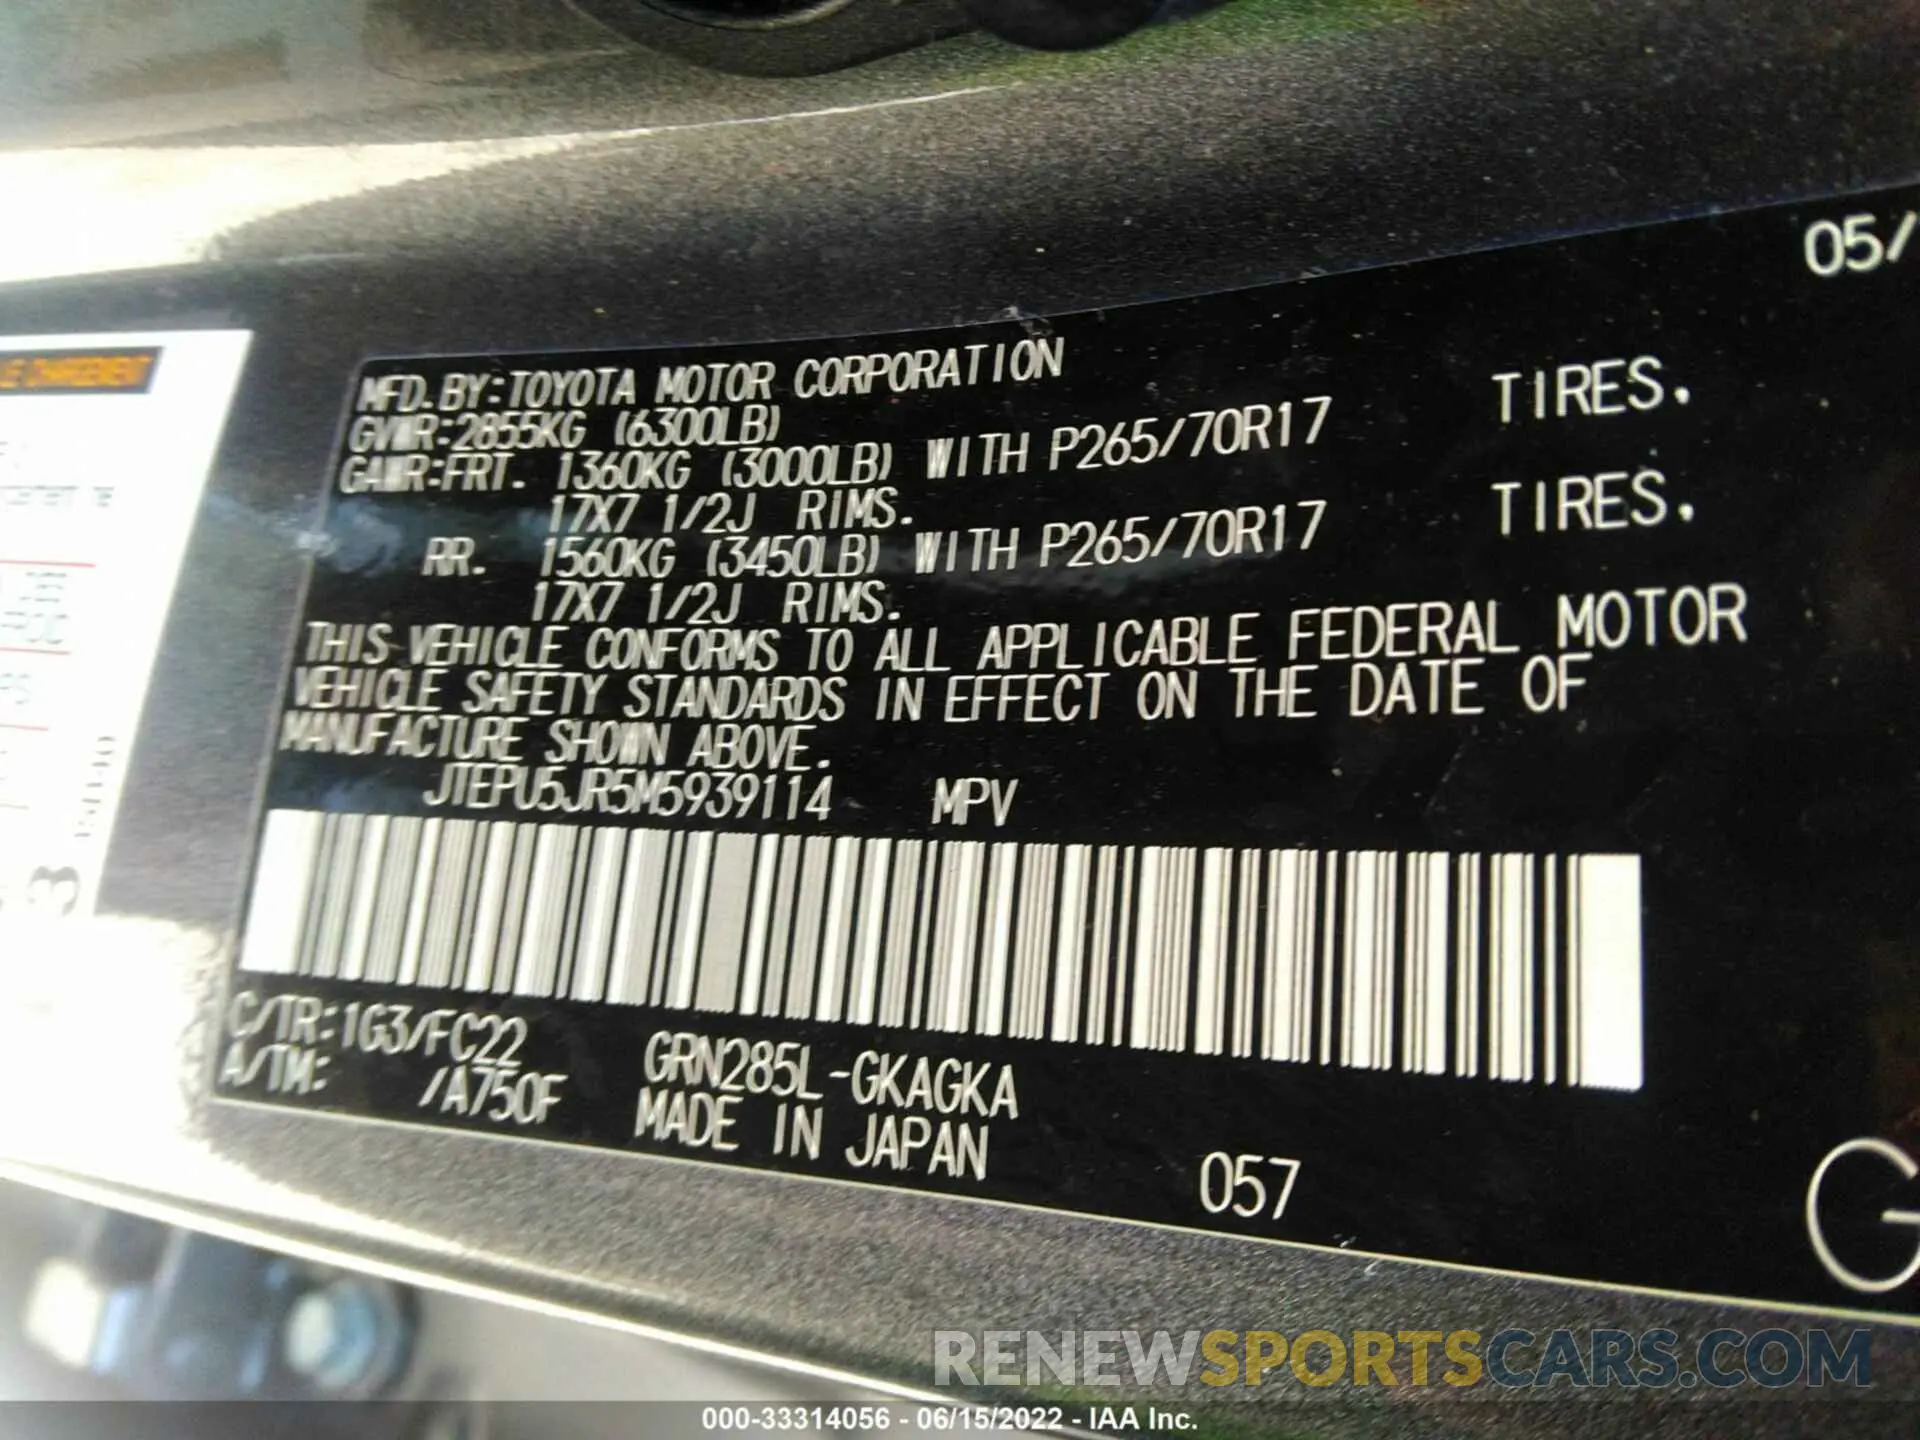 05/
LE CHARGEMENT
MFD.BY:TOYOTA MOTOR CORPORATION
GVWR:2855KG (6300LB)
GAWR:FRT. 1360KG (3000LB) WITH P265/70R17 TIRES.
17X7 1/2J RIMS.
RR. 1560KG (3450LB) WITH P265/70R17 TIRES.
17X7 1/2J RIMS.
THIS VEHICLE CONFORMS TO ALL APPLICABLE FEDERAL MOTOR
VEHICLE SAFETY STANDARDS IN EFFECT ON THE DATE OF
MANUFACTURE SHOWN ABOVE.
JTEPU5JR5M5939114 MPV
C/TR:1G3/FC22 GRN285L-GKAGKA
A/TM: /A750F MADE IN JAPAN
057
G
3
RENEWSPORTSCARS.COM
000-33314056 - 06/15/2022 - IAA Inc.